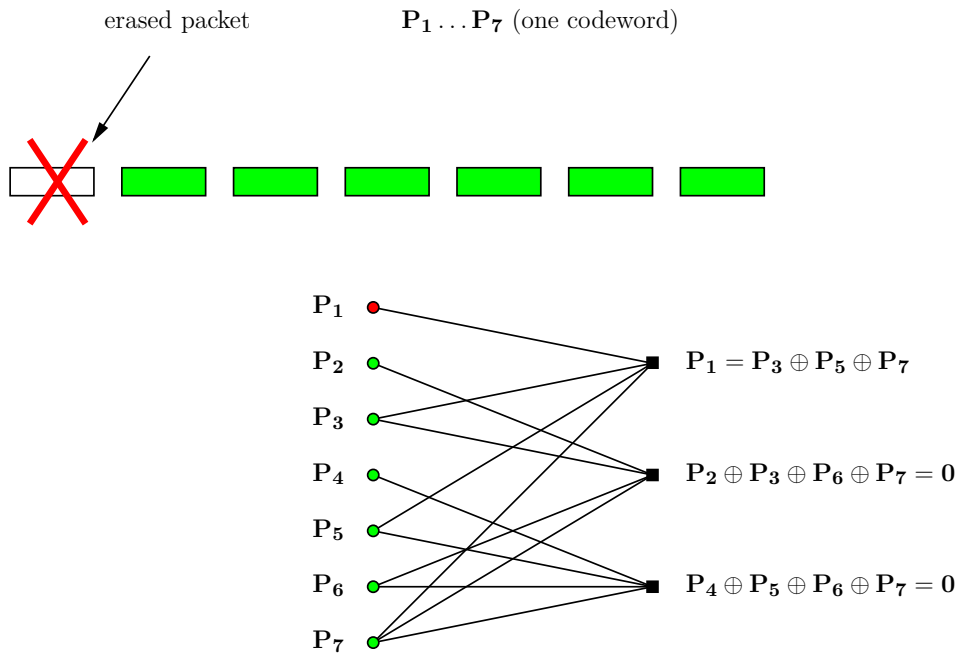 erased packet
P₁ … P₇ (one codeword)
P₁
P₂
P₃
P₄
P₅
P₆
P₇
P₁ = P₃ ⊕ P₅ ⊕ P₇
P₂ ⊕ P₃ ⊕ P₆ ⊕ P₇ = 0
P₄ ⊕ P₅ ⊕ P₆ ⊕ P₇ = 0